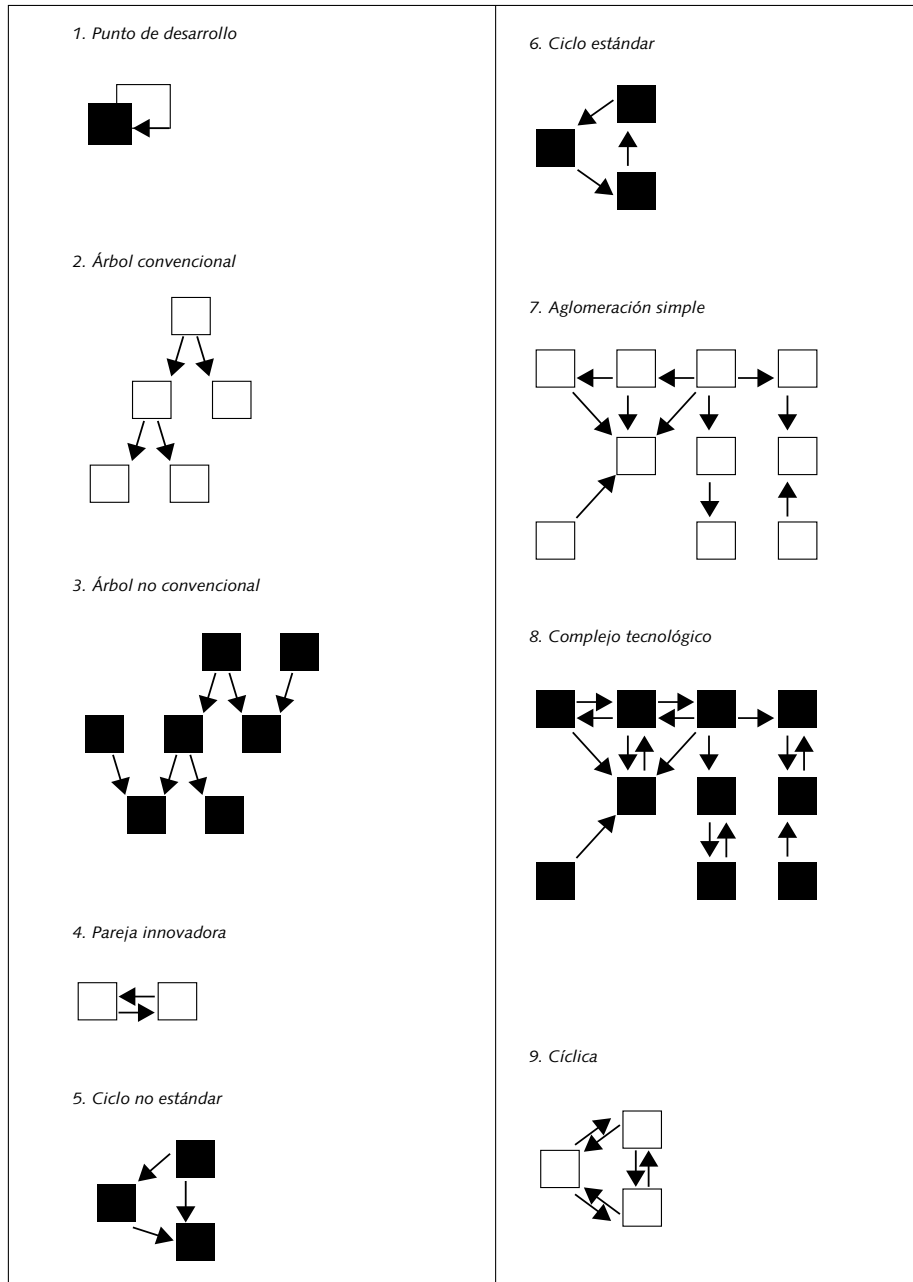 1. Punto de desarrollo
2. Árbol convencional
3. Árbol no convencional
4. Pareja innovadora
5. Ciclo no estándar
6. Ciclo estándar
7. Aglomeración simple
8. Complejo tecnológico
9. Cíclica